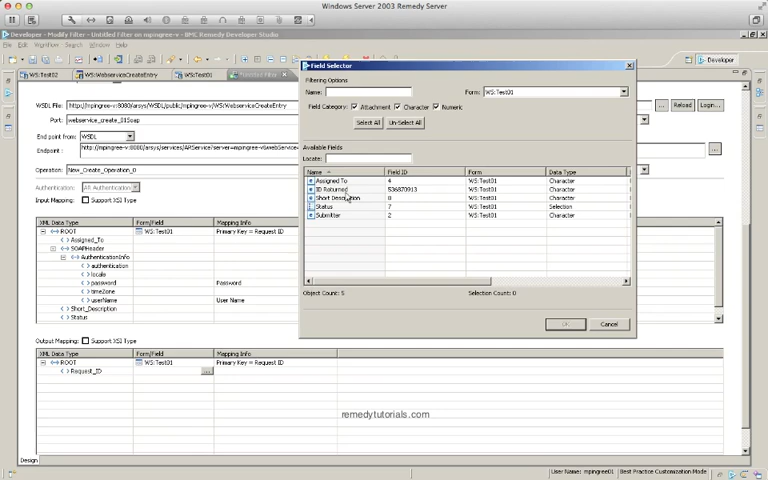 Windows Server 2003 Remedy Server
Developer - Modify Filter - Untitled Filter - BMC Remedy Developer Studio
File Edit Workflow Search Window Help
Developer
WS:Test02 WS:WebserviceCreateEntry WS:Test01 *Untitled Filter
WSDL File: http://mpingree-v:8080/arsys/WSDL/public/mpingree-v/WS:WebserviceCreateEntry
... Reload Login...
Port: webservice_create_01Soap
End point from: WSDL
Endpoint :
Operation: New_Create_Operation_0
Authentication: AR Authentication
Input Mapping: Support XSI Type
XML Data Type Form/Field Mapping Info
ROOT WS:Test01 Primary Key = Request ID
Assigned_To
SOAPHeader
AuthenticationInfo
authentication
locale
password Password
timeZone
userName User Name
Short_Description
Status
Output Mapping: Support XSI Type
XML Data Type Form/Field Mapping Info
ROOT WS:Test01 Primary Key = Request ID
Request_ID ...
Field Selector
Filtering Options
Name: Form: WS:Test01
Field Category: Attachment Character Numeric
Select All Un-Select All
Available Fields
Locate:
Name Field ID Form Data Type
Assigned To 4 WS:Test01 Character
ID Returned 536870913 WS:Test01 Character
Short Description 8 WS:Test01 Character
Status 7 WS:Test01 Selection
Submitter 2 WS:Test01 Character
Object Count: 5 Selection Count: 0
OK Cancel
remedytutorials.com
Design
User Name: mpingree01 Best Practice Customization Mode